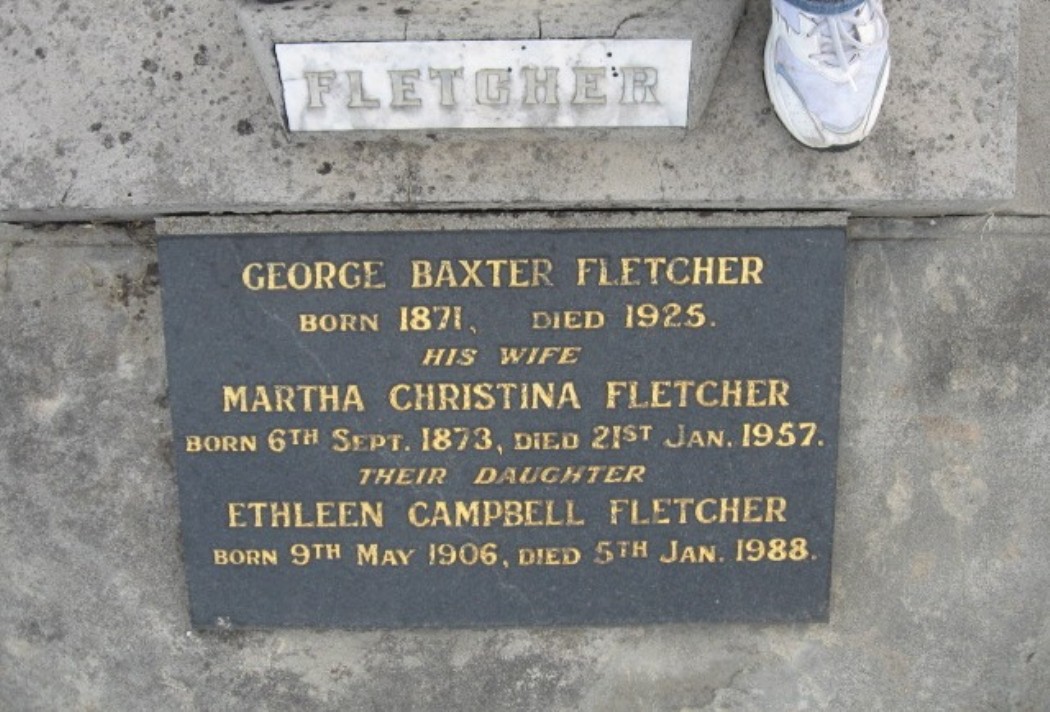 FLETCHER
GEORGE BAXTER FLETCHER
BORN 1871, DIED 1925.
HIS WIFE
MARTHA CHRISTINA FLETCHER
BORN 6TH SEPT. 1873, DIED 21ST JAN. 1957.
THEIR DAUGHTER
ETHLEEN CAMPBELL FLETCHER
BORN 9TH MAY 1906, DIED 5TH JAN. 1988.